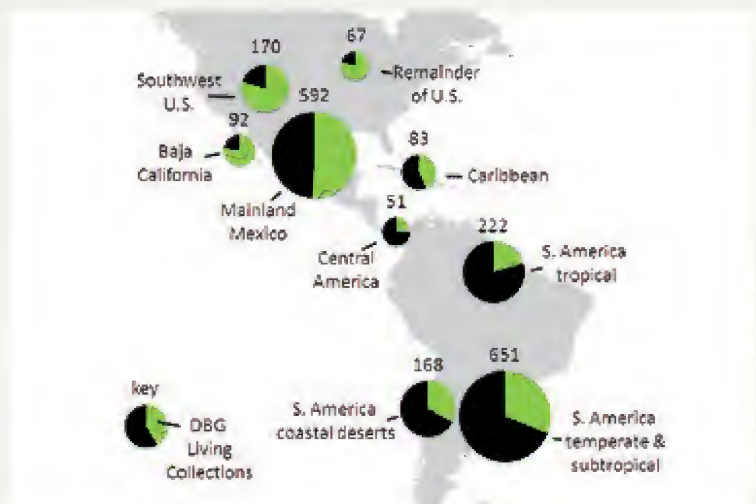 67
170
Southwest
U.S.
Remainder
of U.S.
592
92
Baja
California
83
Caribbean
Mainland
Mexico
51
Central
America
222
S. America
tropical
168
651
key
DBG
Living
Collections
S. America
coastal deserts
S. America
temperate &
subtropical